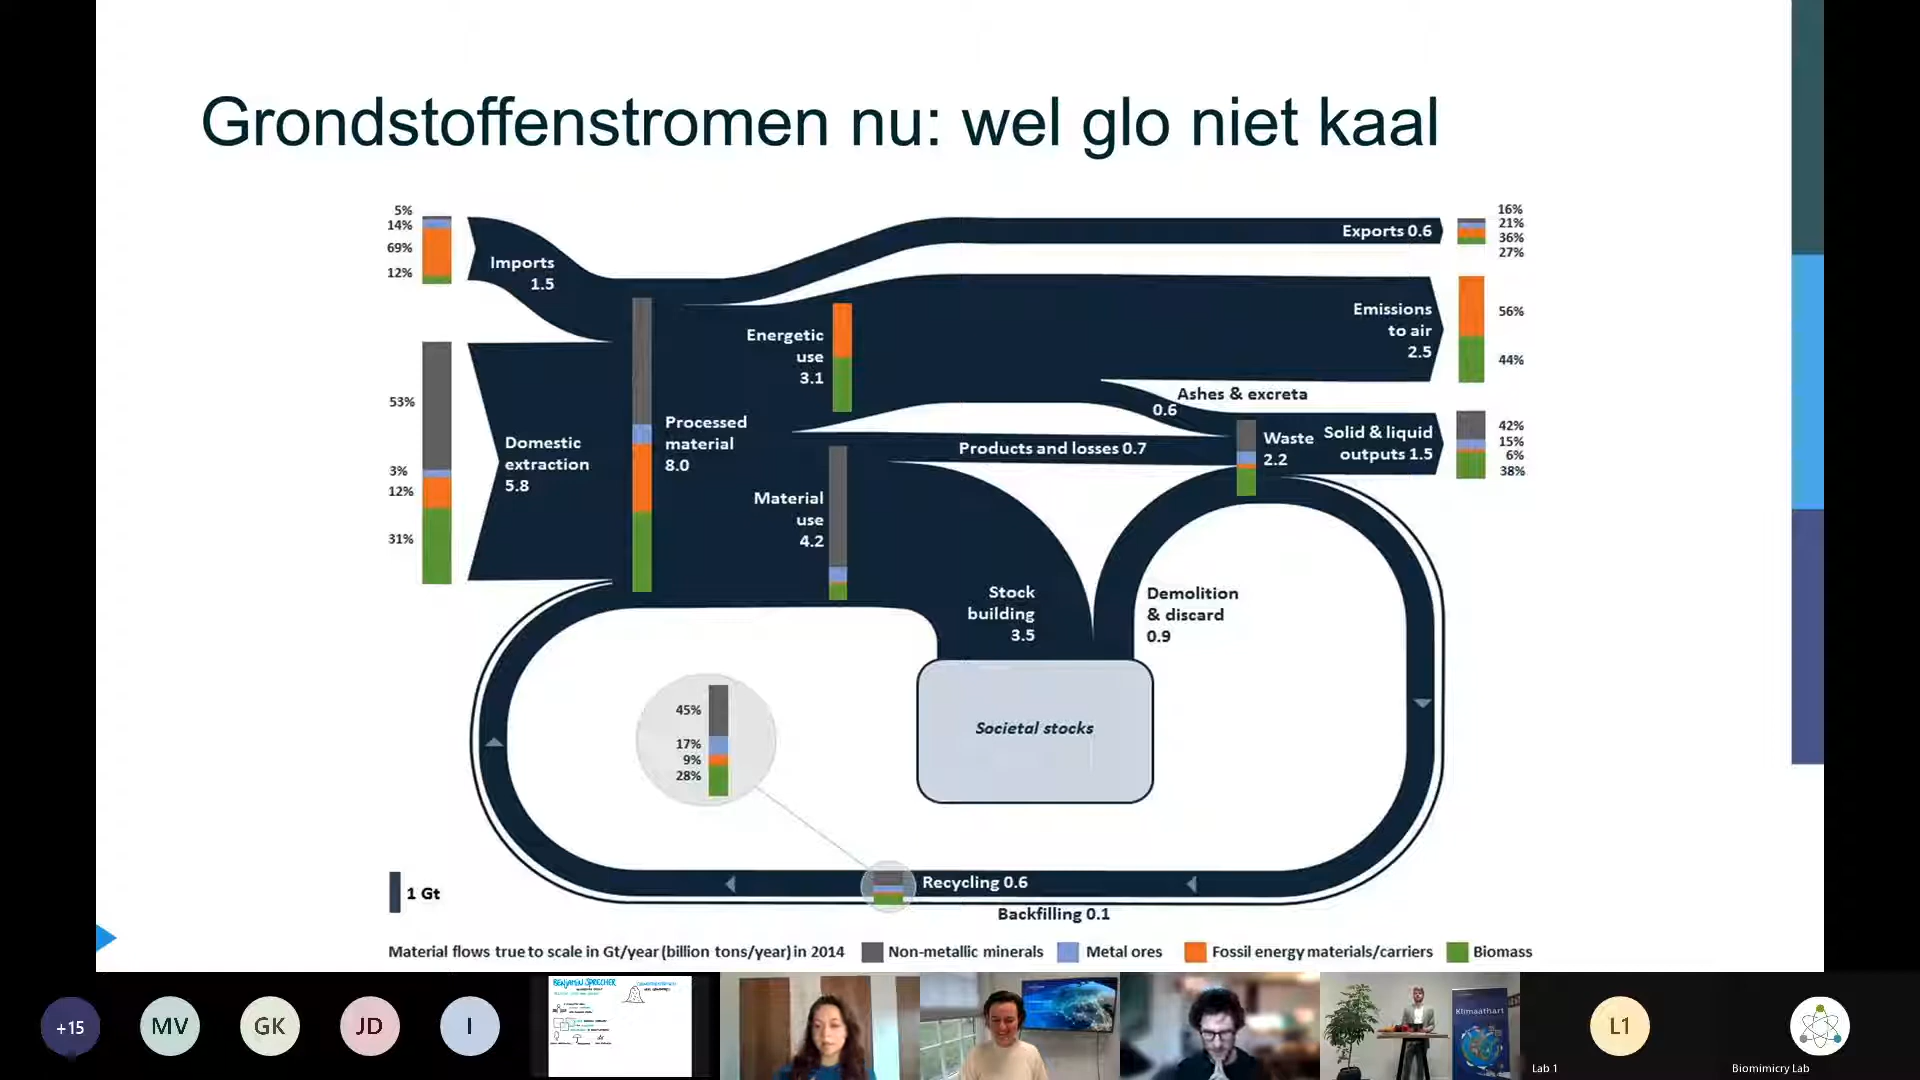 Grondstoffenstromen nu: wel glo niet kaal
5%
14%
69%
12%
Imports
1.5
53%
3%
12%
31%
Domestic
extraction
5.8
Processed
material
8.0
Energetic
use
3.1
Material
use
4.2
Exports 0.6
16%
21%
36%
27%
Emissions
to air
2.5
56%
44%
Ashes & excreta
0.6
Products and losses 0.7
Waste
2.2
Solid & liquid
outputs 1.5
42%
15%
6%
38%
Stock
building
3.5
Demolition
& discard
0.9
Societal stocks
45%
17%
9%
28%
Recycling 0.6
Backfilling 0.1
1 Gt
Material flows true to scale in Gt/year (billion tons/year) in 2014
Non-metallic minerals
Metal ores
Fossil energy materials/carriers
Biomass
+15
MV
GK
JD
I
BENJAMIN SPRECHER
Klimaathart
L1
Lab 1
Biomimicry Lab